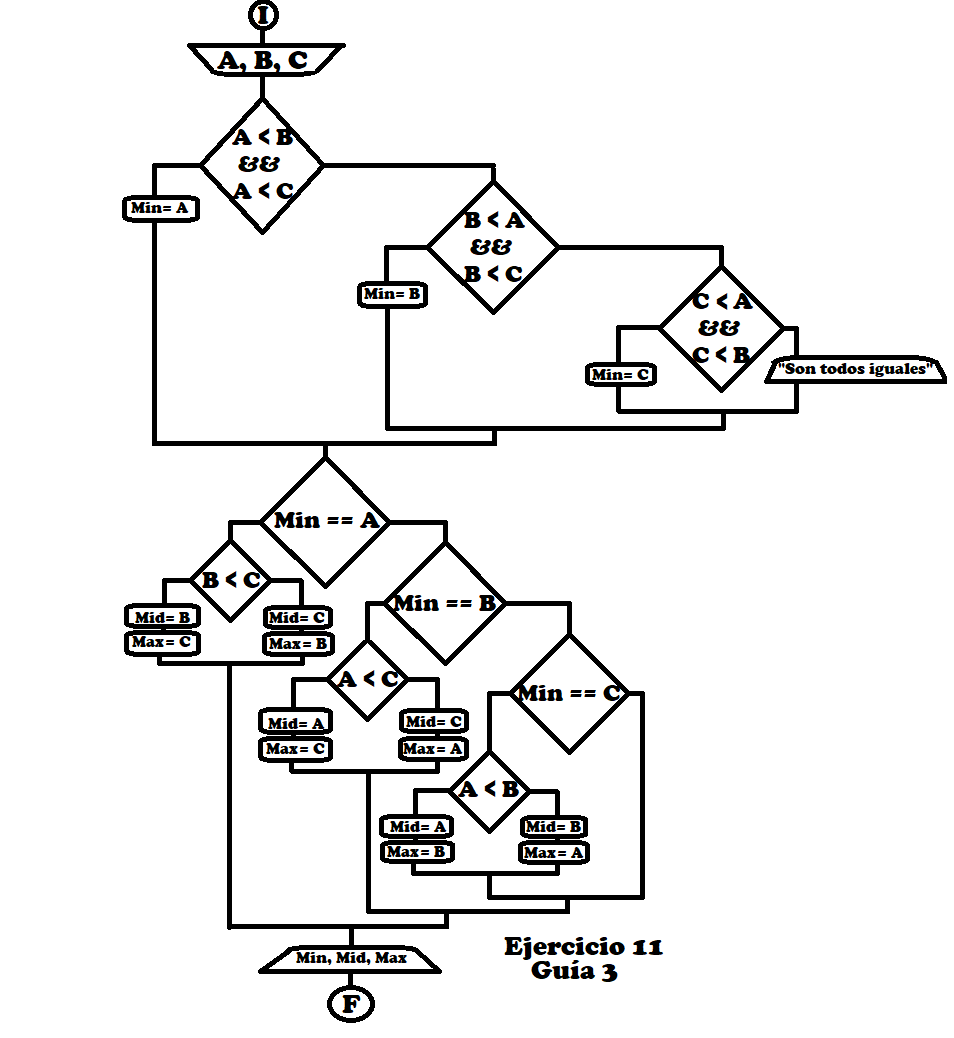 I
A, B, C
A < B
&&
A < C
Min= A
B < A
&&
B < C
Min= B
C < A
&&
C < B
Min= C
"Son todos iguales"
Min == A
B < C
Mid= B
Max= C
Mid= C
Max= B
Min == B
A < C
Mid= A
Max= C
Mid= C
Max= A
Min == C
A < B
Mid= A
Max= B
Mid= B
Max= A
Min, Mid, Max
F
Ejercicio 11
Guía 3